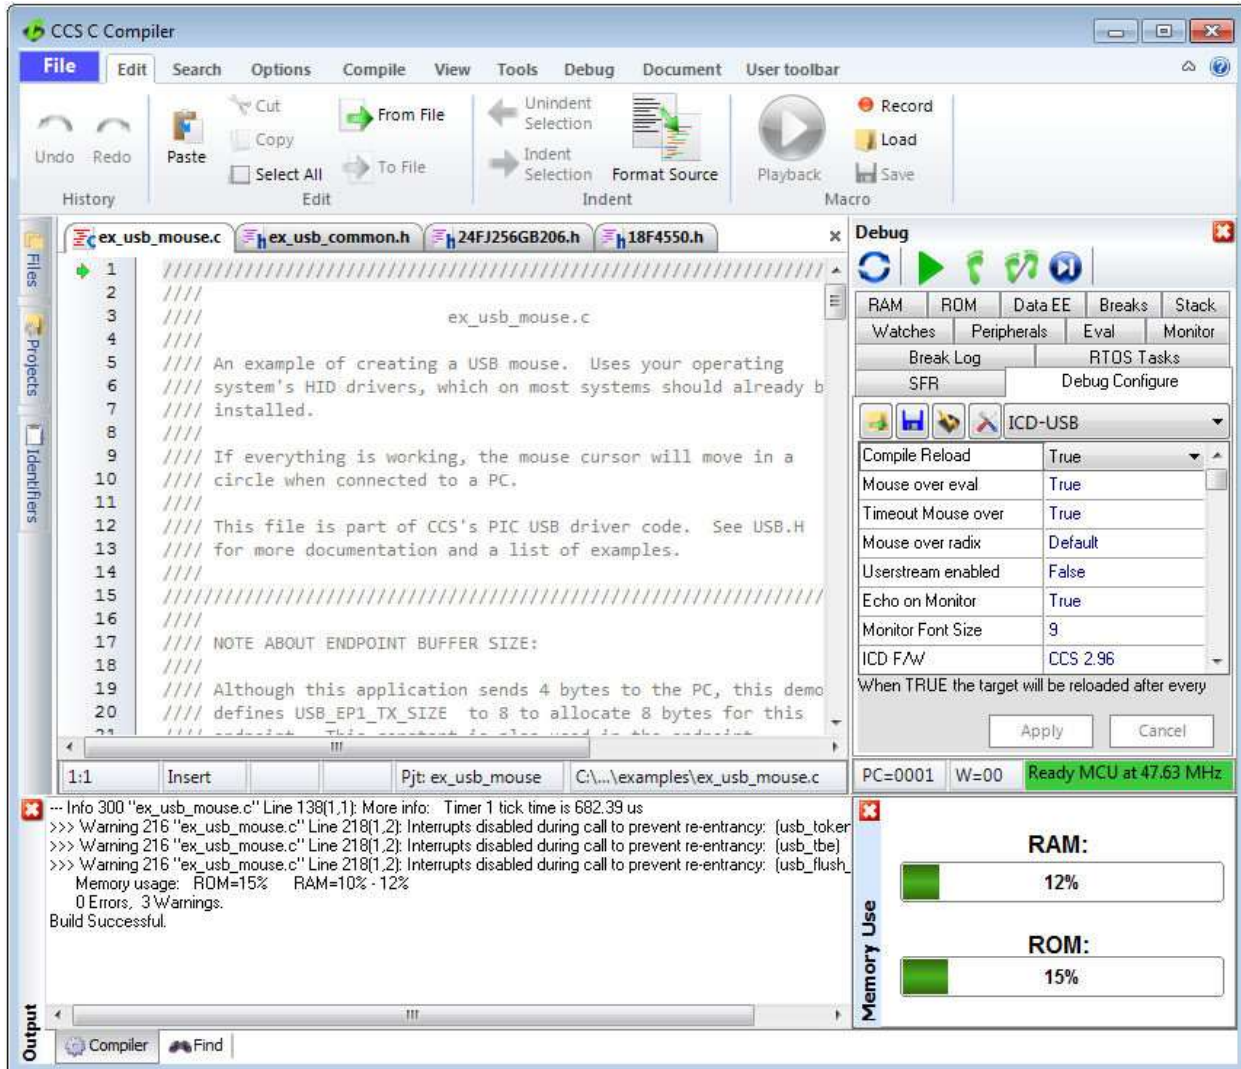 CCS C Compiler
File Edit Search Options Compile View Tools Debug Document User toolbar
Undo Redo
History
Paste
Cut
Copy
Select All
From File
To File
Edit
Unindent
Selection
Indent
Selection
Format Source
Indent
Playback
Record
Load
Save
Macro
Files
Projects
Identifiers
ex_usb_mouse.c ex_usb_common.h 24FJ256GB206.h 18F4550.h
1 ////////////////////////////////////////////////////////////////////////////////
2 ////
3 //// ex_usb_mouse.c
4 ////
5 //// An example of creating a USB mouse. Uses your operating
6 //// system's HID drivers, which on most systems should already b
7 //// installed.
8 ////
9 //// If everything is working, the mouse cursor will move in a
10 //// circle when connected to a PC.
11 ////
12 //// This file is part of CCS's PIC USB driver code. See USB.H
13 //// for more documentation and a list of examples.
14 ////
15 ////////////////////////////////////////////////////////////////////////////////
16 ////
17 //// NOTE ABOUT ENDPOINT BUFFER SIZE:
18 ////
19 //// Although this application sends 4 bytes to the PC, this demo
20 //// defines USB_EP1_TX_SIZE to 8 to allocate 8 bytes for this
21 //// endpoint. This constant is also used in the endpoint
1:1 Insert Pjt: ex_usb_mouse C:\...\examples\ex_usb_mouse.c
Debug
RAM ROM Data EE Breaks Stack
Watches Peripherals Eval Monitor
Break Log RTOS Tasks
SFR Debug Configure
ICD-USB
Compile Reload True
Mouse over eval True
Timeout Mouse over True
Mouse over radix Default
Userstream enabled False
Echo on Monitor True
Monitor Font Size 9
ICD F/W CCS 2.96
When TRUE the target will be reloaded after every
Apply Cancel
PC=0001 W=00 Ready MCU at 47.63 MHz
--- Info 300 "ex_usb_mouse.c" Line 138(1,1): More info: Timer 1 tick time is 682.39 us
>>> Warning 216 "ex_usb_mouse.c" Line 218(1,2): Interrupts disabled during call to prevent re-entrancy: (usb_token
>>> Warning 216 "ex_usb_mouse.c" Line 218(1,2): Interrupts disabled during call to prevent re-entrancy: (usb_tbe)
>>> Warning 216 "ex_usb_mouse.c" Line 218(1,2): Interrupts disabled during call to prevent re-entrancy: (usb_flush_
Memory usage: ROM=15% RAM=10% - 12%
0 Errors, 3 Warnings.
Build Successful.
Output
Compiler Find
Memory Use
RAM:
12%
ROM:
15%